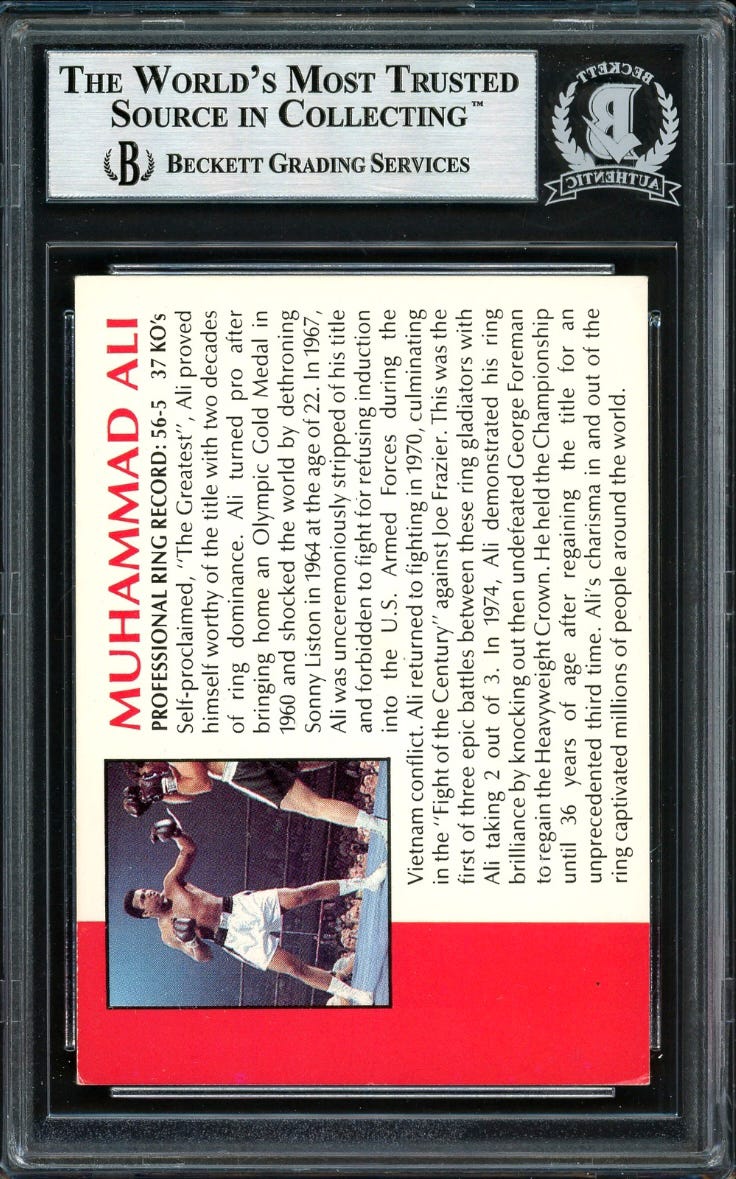 THE WORLD'S MOST TRUSTED
SOURCE IN COLLECTING™
B BECKETT GRADING SERVICES
BECKETT
B
AUTHENTIC
MUHAMMAD ALI
PROFESSIONAL RING RECORD: 56-5 37 KO's
Self-proclaimed, "The Greatest", Ali proved
himself worthy of the title with two decades
of ring dominance. Ali turned pro after
bringing home an Olympic Gold Medal in
1960 and shocked the world by dethroning
Sonny Liston in 1964 at the age of 22. In 1967,
Ali was unceremoniously stripped of his title
and forbidden to fight for refusing induction
into the U.S. Armed Forces during the
Vietnam conflict. Ali returned to fighting in 1970, culminating
in the "Fight of the Century" against Joe Frazier. This was the
first of three epic battles between these ring gladiators with
Ali taking 2 out of 3. In 1974, Ali demonstrated his ring
brilliance by knocking out then undefeated George Foreman
to regain the Heavyweight Crown. He held the Championship
until 36 years of age after regaining the title for an
unprecedented third time. Ali's charisma in and out of the
ring captivated millions of people around the world.